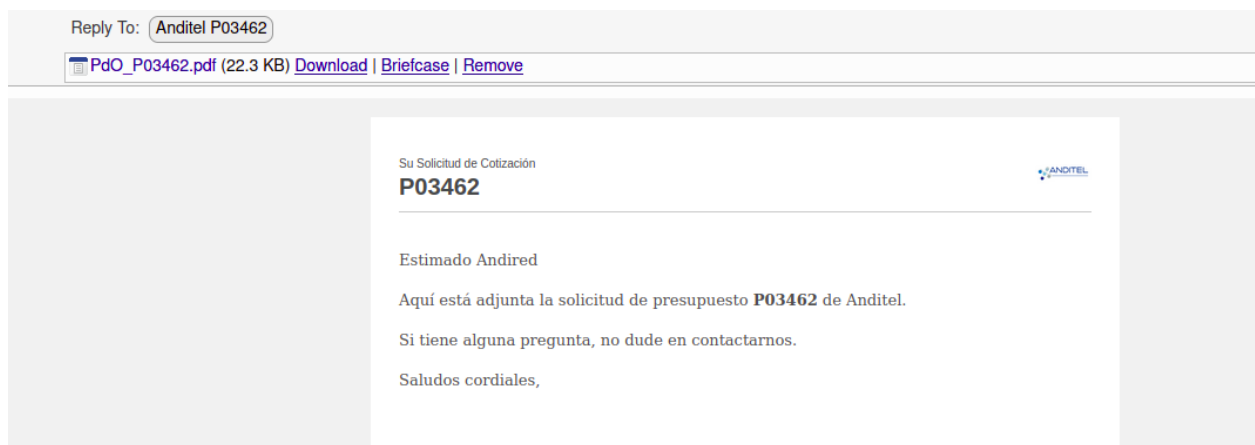 Reply To: Anditel P03462
PdO_P03462.pdf (22.3 KB) Download | Briefcase | Remove
Su Solicitud de Cotización
P03462
ANDITEL
Estimado Andired
Aquí está adjunta la solicitud de presupuesto P03462 de Anditel.
Si tiene alguna pregunta, no dude en contactarnos.
Saludos cordiales,